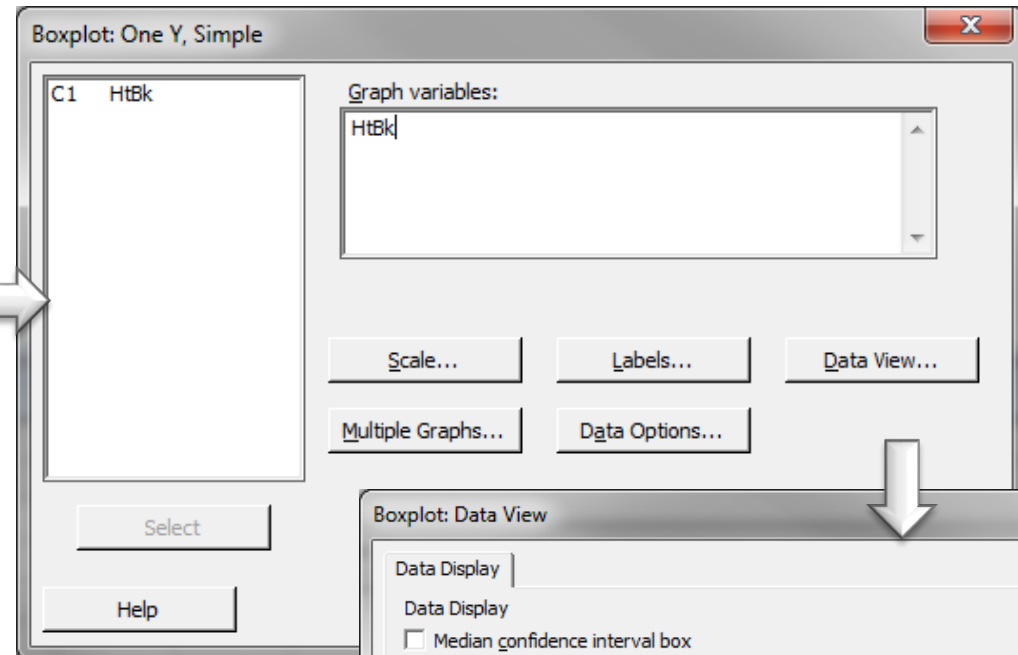 Boxplot: One Y, Simple
X
C1 HtBk
Graph variables:
HtBk
Scale... Labels... Data View...
Multiple Graphs... Data Options...
Select
Help
Boxplot: Data View
Data Display
Data Display
Median confidence interval box